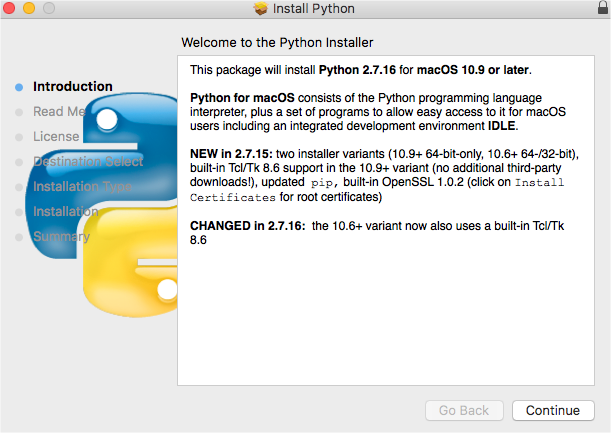 Install Python
Welcome to the Python Installer
Introduction
Read Me
License
Destination Select
Installation Type
Installation
Summary
This package will install Python 2.7.16 for macOS 10.9 or later.
Python for macOS consists of the Python programming language
interpreter, plus a set of programs to allow easy access to it for macOS
users including an integrated development environment IDLE.
NEW in 2.7.15: two installer variants (10.9+ 64-bit-only, 10.6+ 64-/32-bit),
built-in Tcl/Tk 8.6 support in the 10.9+ variant (no additional third-party
downloads!), updated pip, built-in OpenSSL 1.0.2 (click on Install
Certificates for root certificates)
CHANGED in 2.7.16: the 10.6+ variant now also uses a built-in Tcl/Tk
8.6
Go Back
Continue